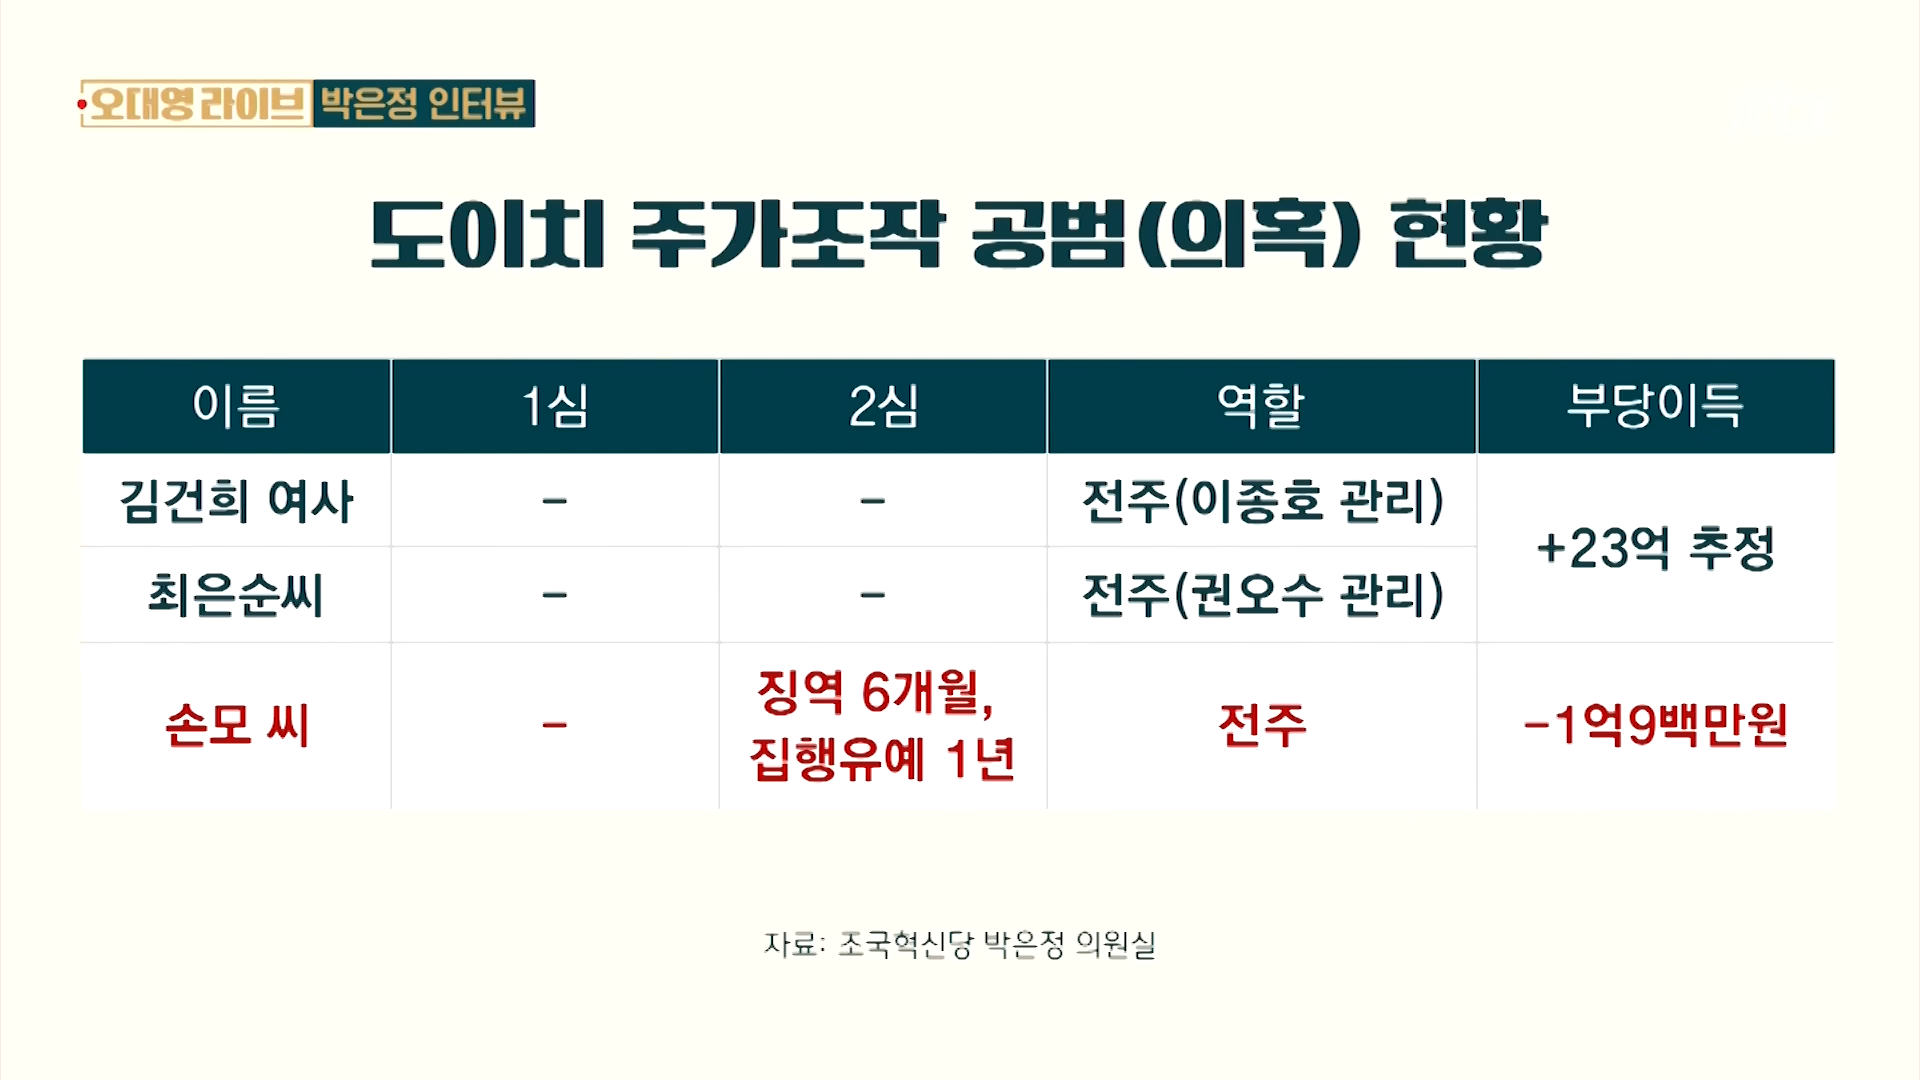 오대영 라이브 박은정 인터뷰
도이치 주가조작 공범(의혹) 현황
이름 1심 2심 역할 부당이득
김건희 여사 - - 전주(이종호 관리)
+23억 추정
최은순씨 - - 전주(권오수 관리)
손모 씨 - 징역 6개월, 집행유예 1년 전주 -1억9백만원
자료: 조국혁신당 박은정 의원실